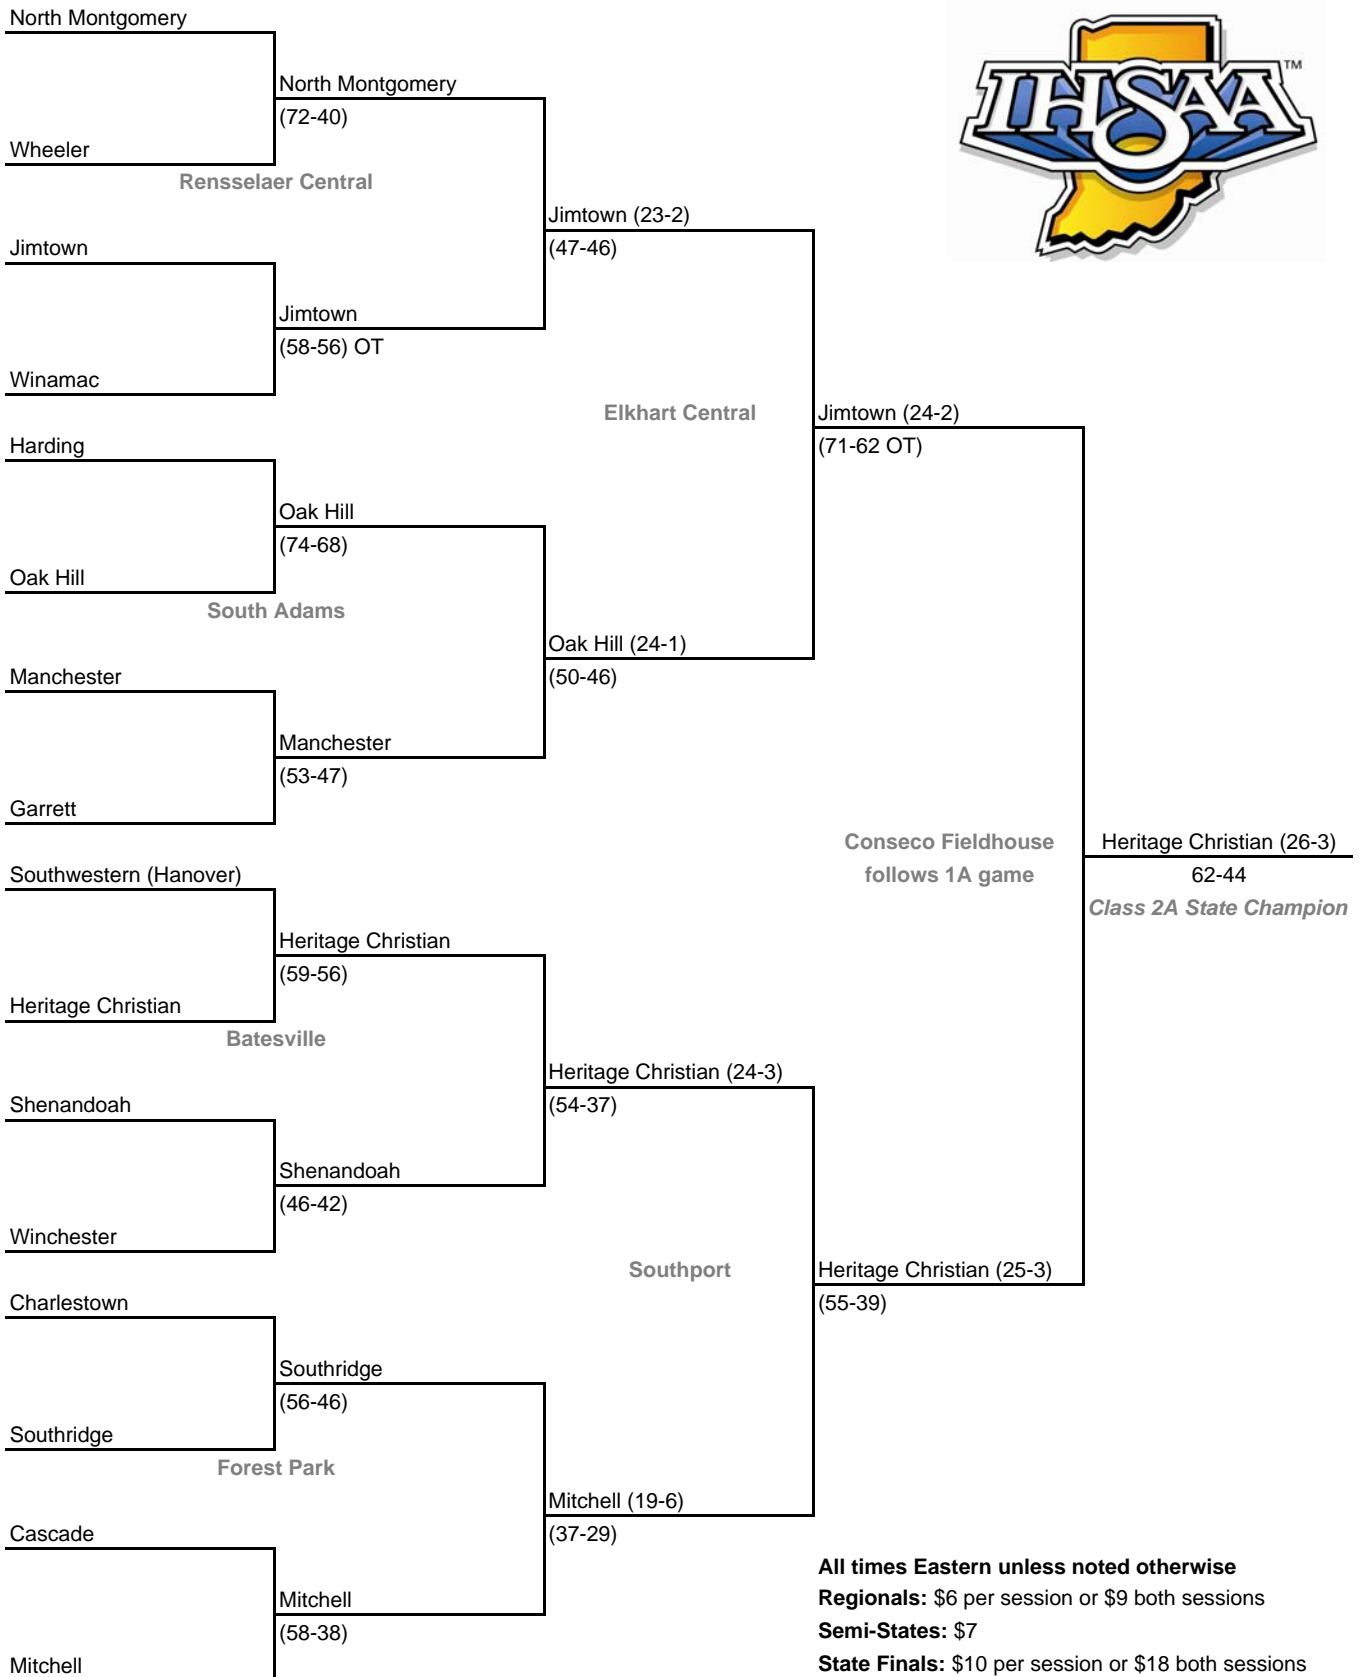 North Montgomery
IHSAA
TM
North Montgomery
(72-40)
Wheeler
Rensselaer Central
Jimtown (23-2)
(47-46)
Jimtown
Jimtown
(58-56) OT
Winamac
Elkhart Central
Jimtown (24-2)
(71-62 OT)
Harding
Oak Hill
(74-68)
Oak Hill
South Adams
Oak Hill (24-1)
(50-46)
Manchester
Manchester
(53-47)
Garrett
Conseco Fieldhouse
follows 1A game
Heritage Christian (26-3)
62-44
Class 2A State Champion
Southwestern (Hanover)
Heritage Christian
(59-56)
Heritage Christian
Batesville
Heritage Christian (24-3)
(54-37)
Shenandoah
Shenandoah
(46-42)
Winchester
Southport
Heritage Christian (25-3)
(55-39)
Charlestown
Southridge
(56-46)
Southridge
Forest Park
Mitchell (19-6)
(37-29)
Cascade
Mitchell
(58-38)
Mitchell
All times Eastern unless noted otherwise
Regionals: $6 per session or $9 both sessions
Semi-States: $7
State Finals: $10 per session or $18 both sessions